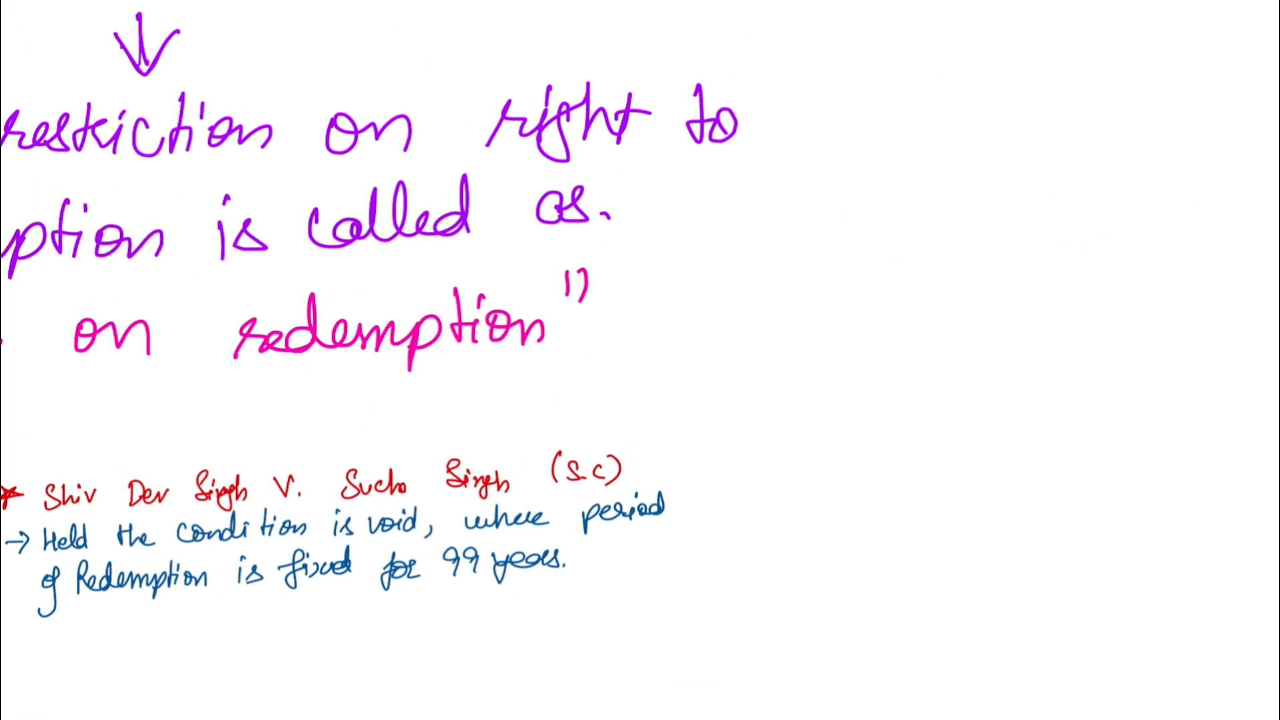 restriction on right to
ption is called as.
on redemption"
* Shiv Dev Singh V. Sucha Singh (S.C)
→ Held the condition is void, where period
of Redemption is fixed for 99 years.